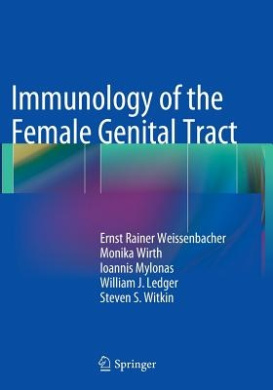 Immunology of the
Female Genital Tract
Ernst Rainer Weissenbacher
Monika Wirth
Ioannis Mylonas
William J. Ledger
Steven S. Witkin
Springer